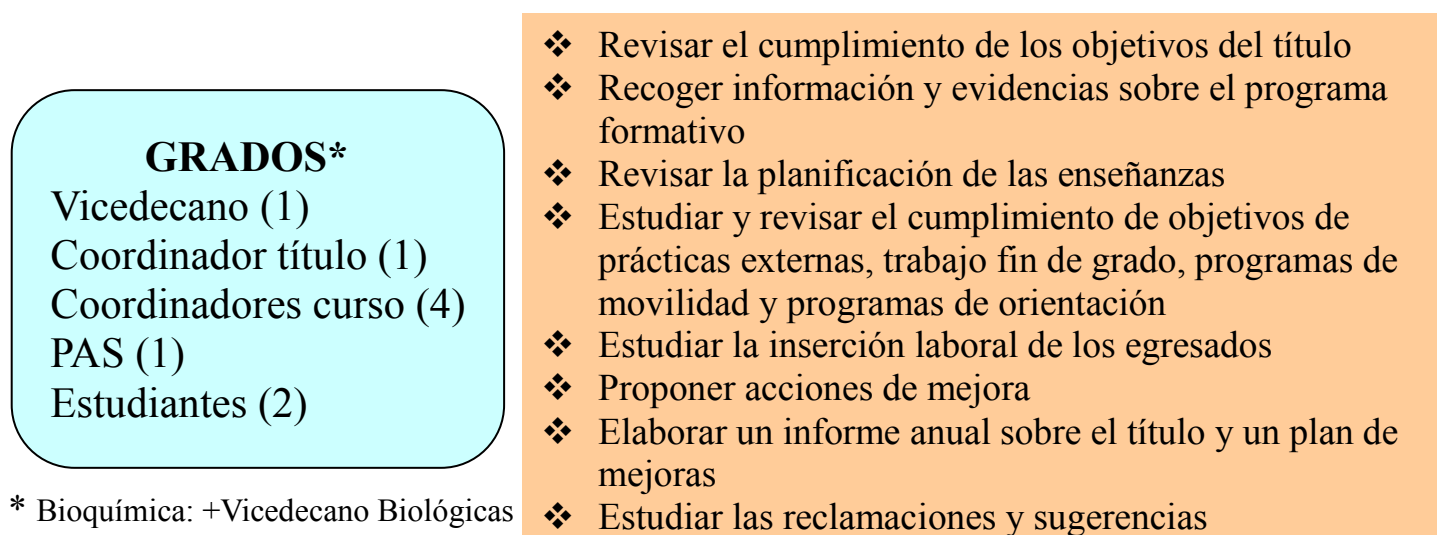 GRADOS*
Vicedecano (1)
Coordinador título (1)
Coordinadores curso (4)
PAS (1)
Estudiantes (2)
* Bioquímica: +Vicedecano Biológicas
❖ Revisar el cumplimiento de los objetivos del título
❖ Recoger información y evidencias sobre el programa
formativo
❖ Revisar la planificación de las enseñanzas
❖ Estudiar y revisar el cumplimiento de objetivos de
prácticas externas, trabajo fin de grado, programas de
movilidad y programas de orientación
❖ Estudiar la inserción laboral de los egresados
❖ Proponer acciones de mejora
❖ Elaborar un informe anual sobre el título y un plan de
mejoras
❖ Estudiar las reclamaciones y sugerencias